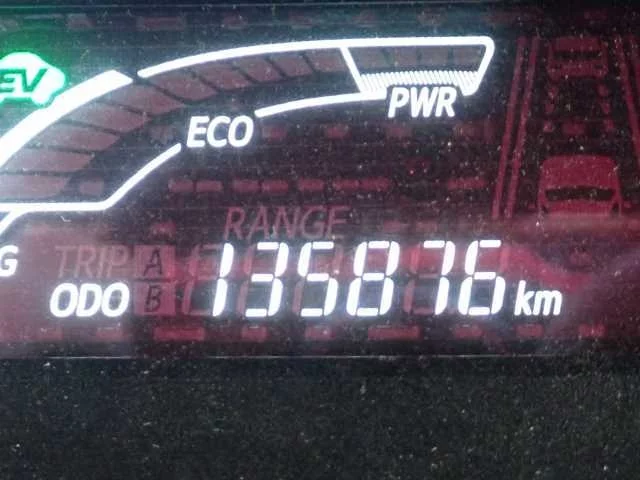 EV
PWR
ECO
RANGE
TRIP A
ODO B 135876 km
G